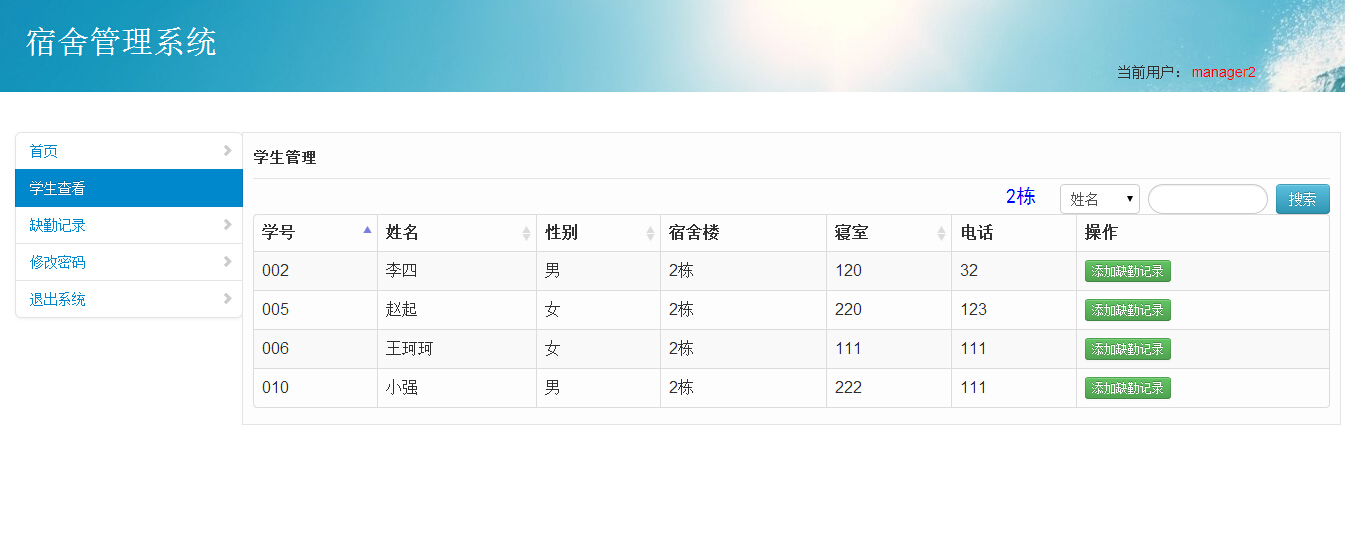 宿舍管理系统
当前用户： manager2
首页
学生查看
缺勤记录
修改密码
退出系统
学生管理
2栋 姓名 搜索
学号 姓名 性别 宿舍楼 寝室 电话 操作
002 李四 男 2栋 120 32 添加缺勤记录
005 赵起 女 2栋 220 123 添加缺勤记录
006 王珂珂 女 2栋 111 111 添加缺勤记录
010 小强 男 2栋 222 111 添加缺勤记录